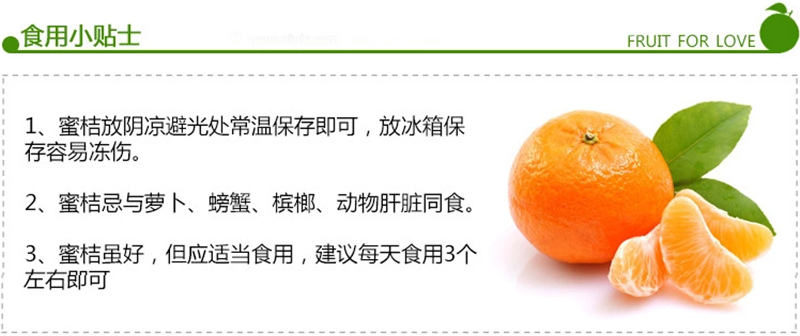 食用小贴士
FRUIT FOR LOVE
1、蜜桔放阴凉避光处常温保存即可，放冰箱保
存容易冻伤。
2、蜜桔忌与萝卜、螃蟹、槟榔、动物肝脏同食。
3、蜜桔虽好，但应适当食用，建议每天食用3个
左右即可